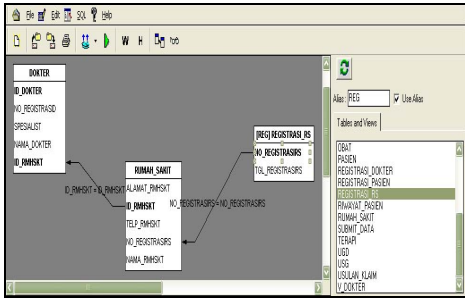 File Edit SQL Help
W H
DOKTER
ID_DOKTER
NO_REGISTRASID
SPESIALIST
NAMA_DOKTER
ID_RMHSKT
ID_RMHSKT = ID_RMHSKT
RUMAH_SAKIT
ALAMAT_RMHSKT
ID_RMHSKT
TELP_RMHSKT
NO_REGISTRASIRS
NAMA_RMHSKT
NO_REGISTRASIRS = NO_REGISTRASIRS
[REG] REGISTRASI_RS
NO_REGISTRASIRS
TGL_REGISTRASIRS
Alias: REG Use Alias
Tables and Views
OBAT
PASIEN
REGISTRASI_DOKTER
REGISTRASI_PASIEN
REGISTRASI_RS
RIWAYAT_PASIEN
RUMAH_SAKIT
SUBMIT_DATA
TERAPI
UGD
USG
USULAN_KLAIM
V_DOKTER